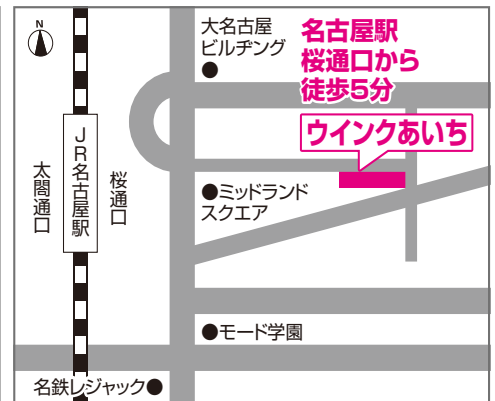 N
大名古屋
ビルヂング
●
名古屋駅
桜通口から
徒歩5分
ウインクあいち
JR名古屋駅
太閤通口
桜通口
●ミッドランド
スクエア
●モード学園
名鉄レジャック●